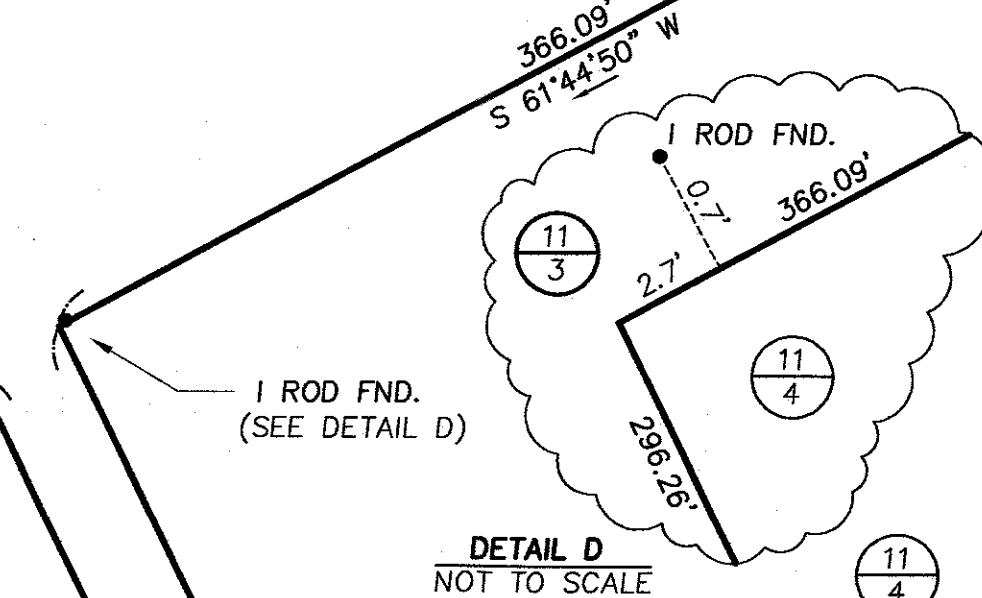 366.09'
S 61°44'50" W
I ROD FND.
0.7'
366.09'
11
3
2.7'
11
4
I ROD FND.
(SEE DETAIL D)
296.26'
DETAIL D
NOT TO SCALE
11
4